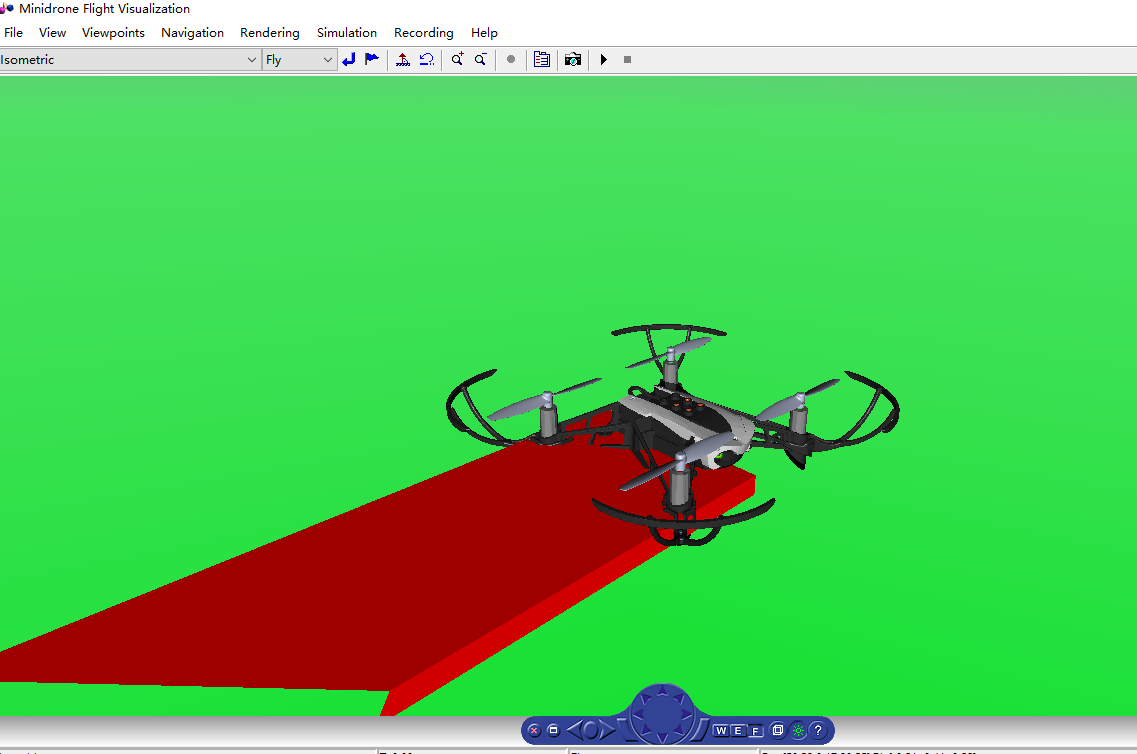 Minidrone Flight Visualization
File View Viewpoints Navigation Rendering Simulation Recording Help
Isometric Fly
W E F ?